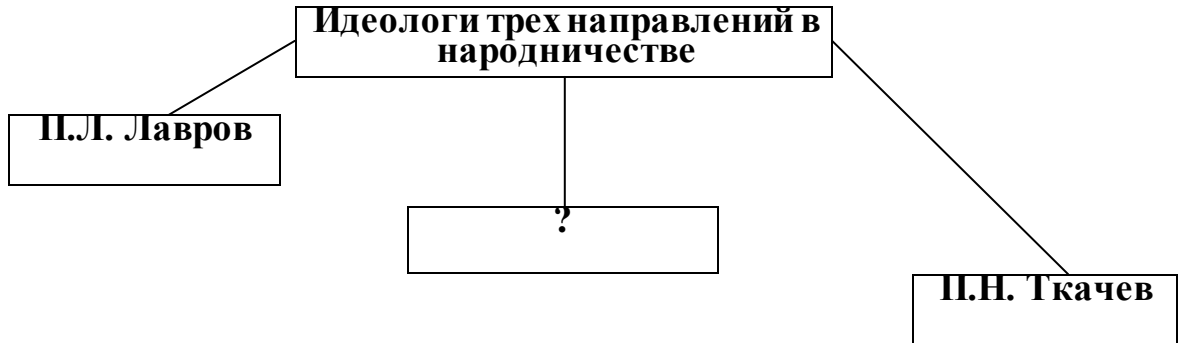 Идеологи трех направлений в
народничестве
П.Л. Лавров
?
П.Н. Ткачев